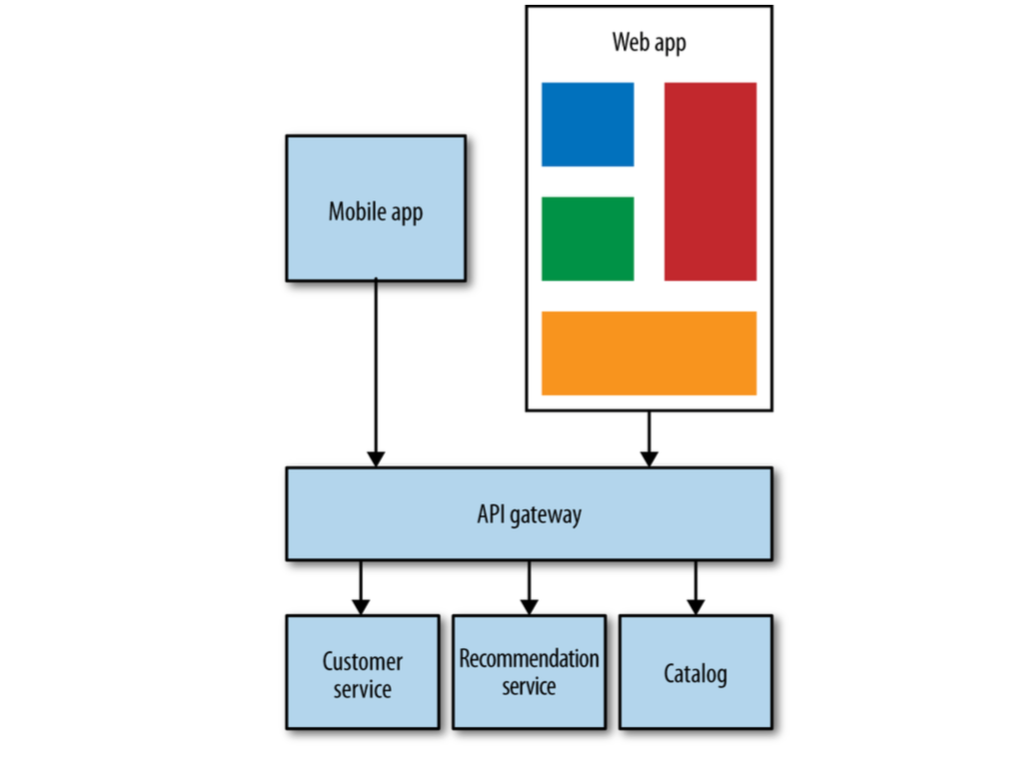 Web app
Mobile app
API gateway
Customer
service
Recommendation
service
Catalog